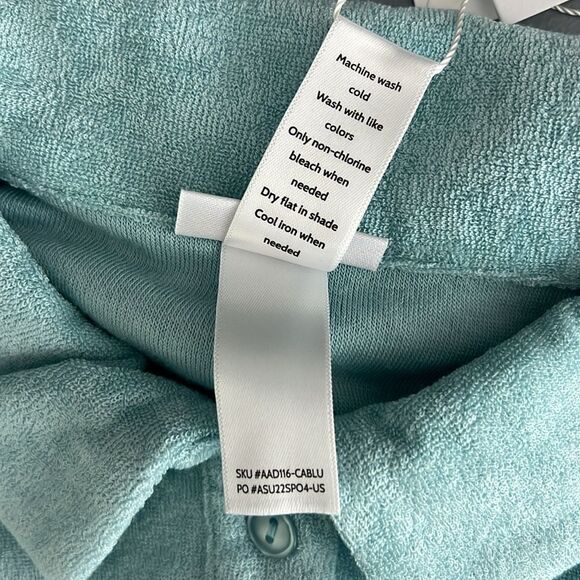 Machine wash
cold
Wash with like
colors
Only non-chlorine
bleach when
needed
Dry flat in shade
Cool iron when
needed
SKU #AAD116-CABLU
PO #ASU22SPO4-US